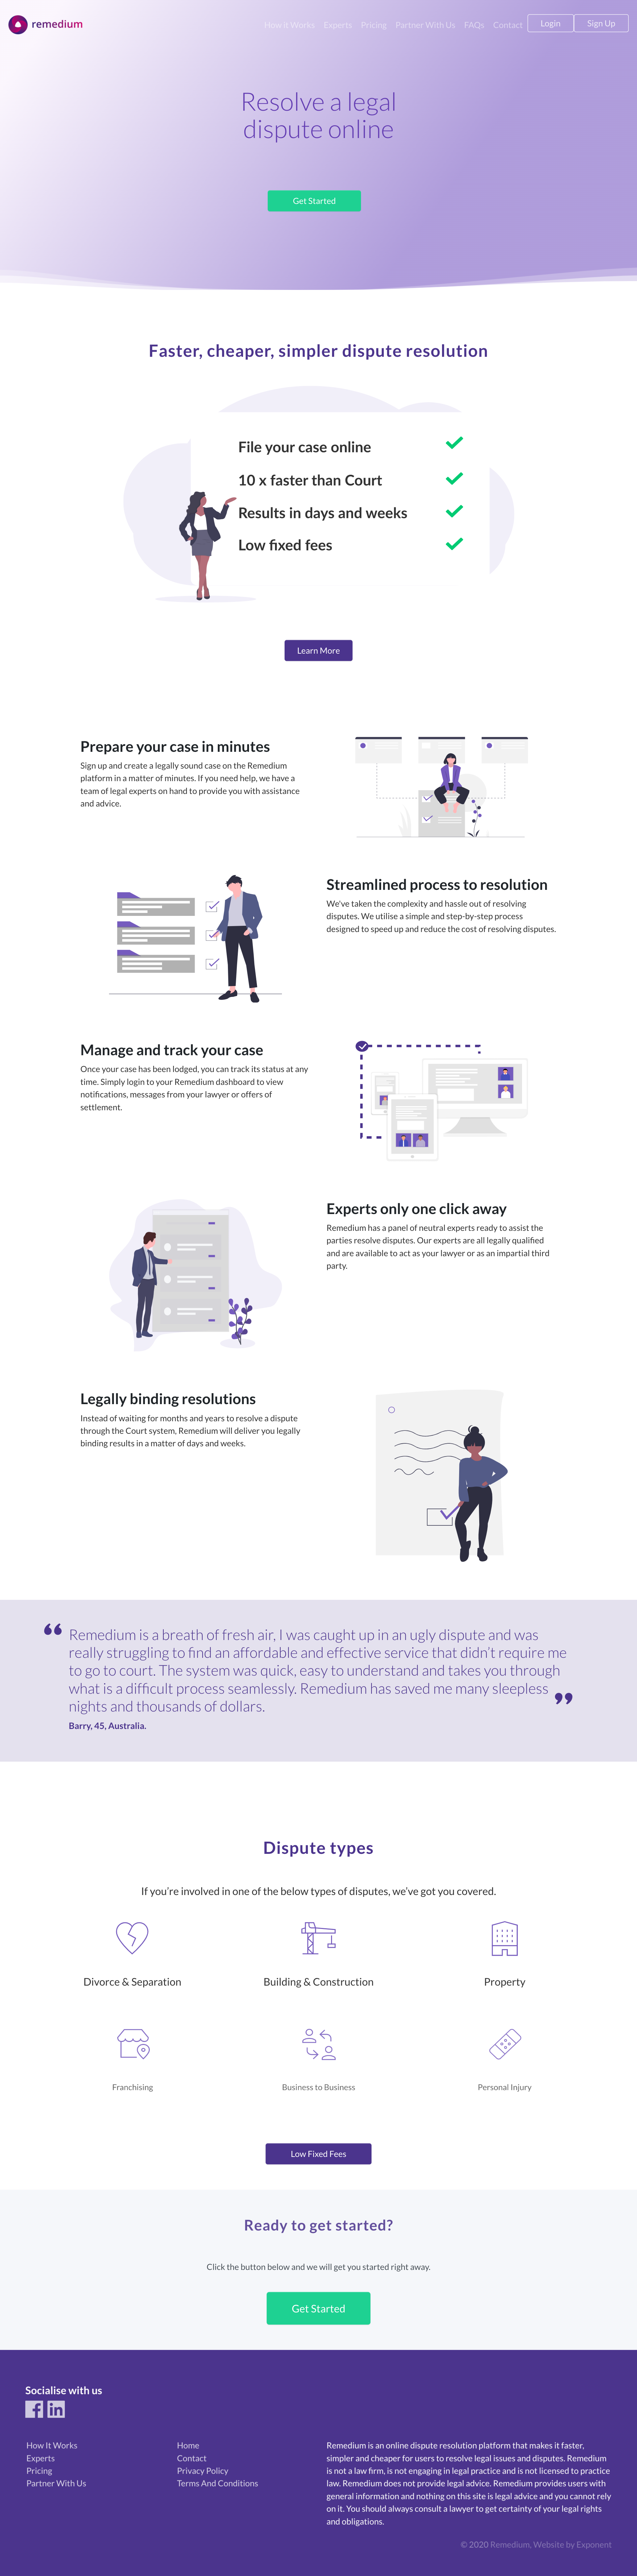 remedium
How It Works Experts Pricing Partner With Us FAQs Contact Login Sign Up
Resolve a legal
dispute online
Get Started
Faster, cheaper, simpler dispute resolution
File your case online
10 x faster than Court
Results in days and weeks
Low fixed fees
Learn More
Prepare your case in minutes
Sign up and create a legally sound case on the Remedium
platform in a matter of minutes. If you need help, we have a
team of legal experts on hand to provide you with assistance
and advice.
Streamlined process to resolution
We've taken the complexity and hassle out of resolving
disputes. We utilise a simple and step-by-step process
designed to speed up and reduce the cost of resolving disputes.
Manage and track your case
Once your case has been lodged, you can track its status at any
time. Simply login to your Remedium dashboard to view
notifications, messages from your lawyer or offers of
settlement.
Experts only one click away
Remedium has a panel of neutral experts ready to assist the
parties resolve disputes. Our experts are all legally qualified
and are available to act as your lawyer or as an impartial third
party.
Legally binding resolutions
Instead of waiting for months and years to resolve a dispute
through the Court system, Remedium will deliver you legally
binding results in a matter of days and weeks.
“ Remedium is a breath of fresh air, I was caught up in an ugly dispute and was
really struggling to find an affordable and effective service that didn’t require me
to go to court. The system was quick, easy to understand and takes you through
what is a difficult process seamlessly. Remedium has saved me many sleepless
nights and thousands of dollars. ”
Barry, 45, Australia.
Dispute types
If you’re involved in one of the below types of disputes, we’ve got you covered.
Divorce & Separation
Building & Construction
Property
Franchising
Business to Business
Personal Injury
Low Fixed Fees
Ready to get started?
Click the button below and we will get you started right away.
Get Started
Socialise with us
How It Works
Experts
Pricing
Partner With Us
Home
Contact
Privacy Policy
Terms And Conditions
Remedium is an online dispute resolution platform that makes it faster,
simpler and cheaper for users to resolve legal issues and disputes. Remedium
is not a law firm, is not engaging in legal practice and is not licensed to practice
law. Remedium does not provide legal advice. Remedium provides users with
general information and nothing on this site is legal advice and you cannot rely
on it. You should always consult a lawyer to get certainty of your legal rights
and obligations.
© 2020 Remedium, Website by Exponent